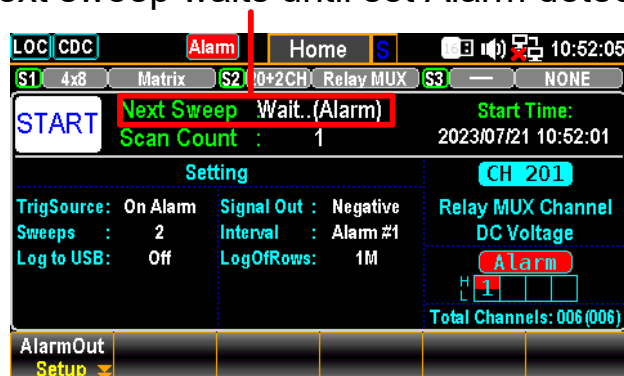 ext sweep waits until set Alarm detec
LOC CDC Alarm Home S 10:52:05
S1 4x8 Matrix S2 20+2CH Relay MUX S3 — NONE
START
Next Sweep Wait..(Alarm)
Scan Count : 1
Start Time:
2023/07/21 10:52:01
Setting
TrigSource: On Alarm Signal Out : Negative
Sweeps : 2 Interval : Alarm #1
Log to USB: Off LogOfRows: 1M
CH 201
Relay MUX Channel
DC Voltage
Alarm
H
L 1
Total Channels: 006(006)
AlarmOut
Setup